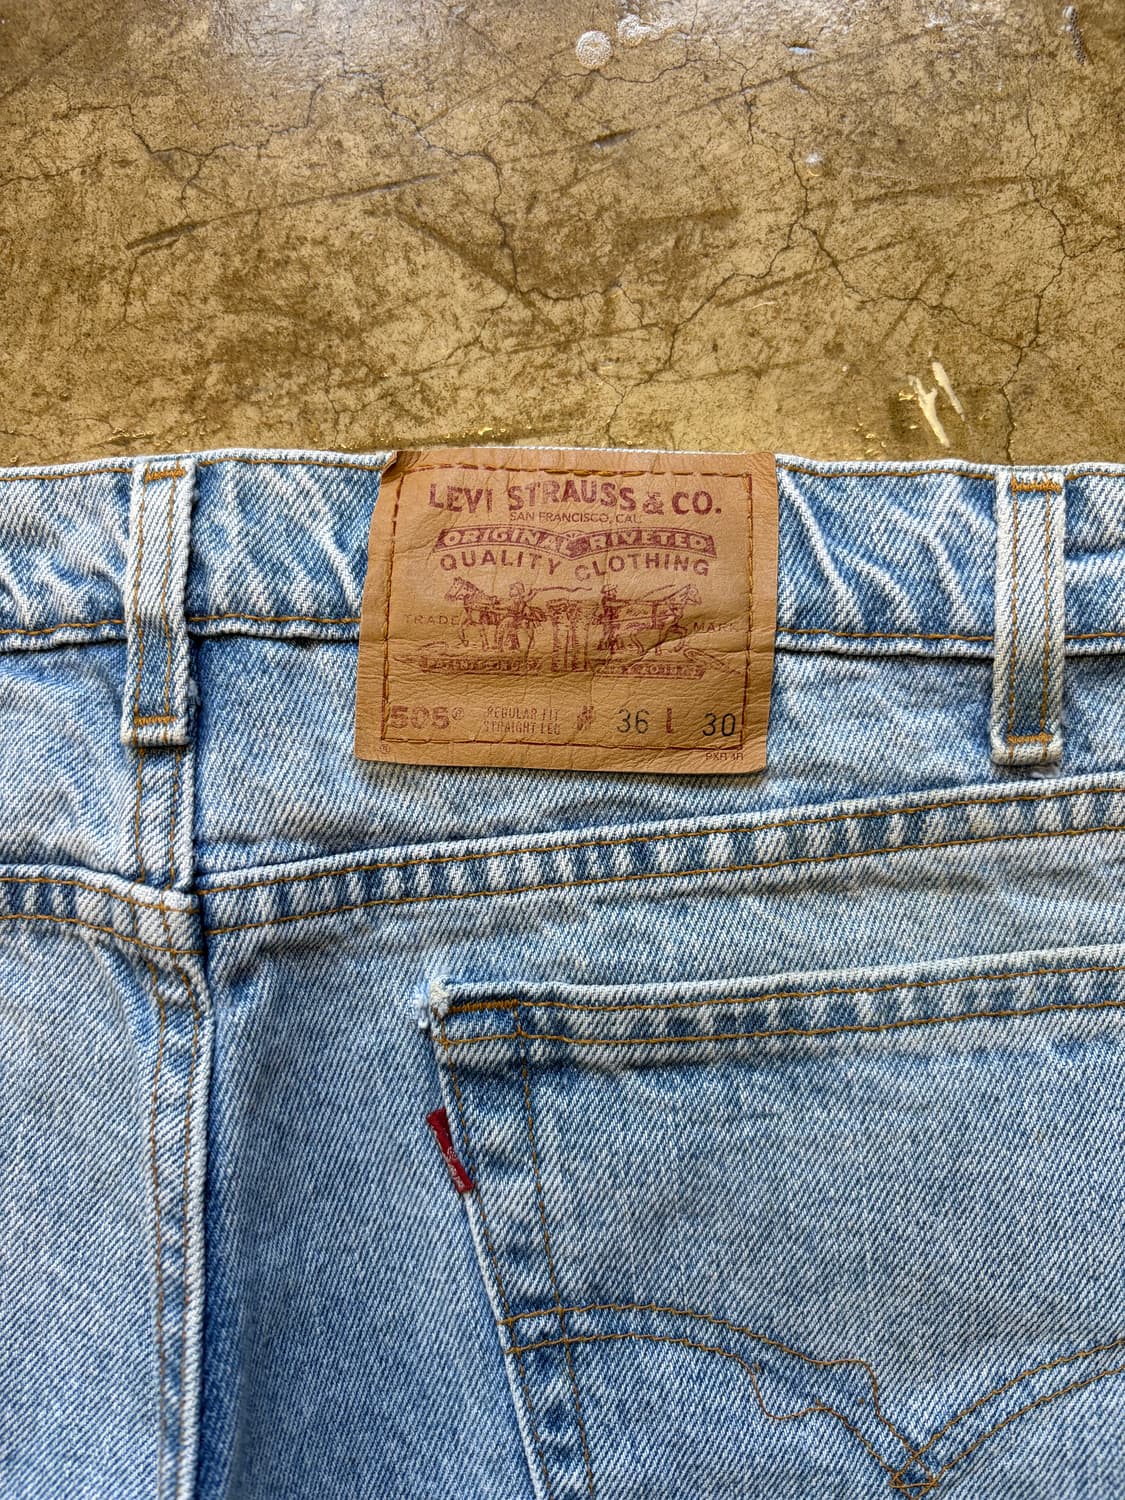 LEVI STRAUSS & CO.
SAN FRANCISCO, CAL.
ORIGINAL RIVETED
QUALITY CLOTHING
TRADE MARK
505® REGULAR FIT
STRAIGHT LEG
W 36 L 30
®